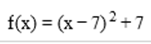 f(x) = (x − 7)² + 7